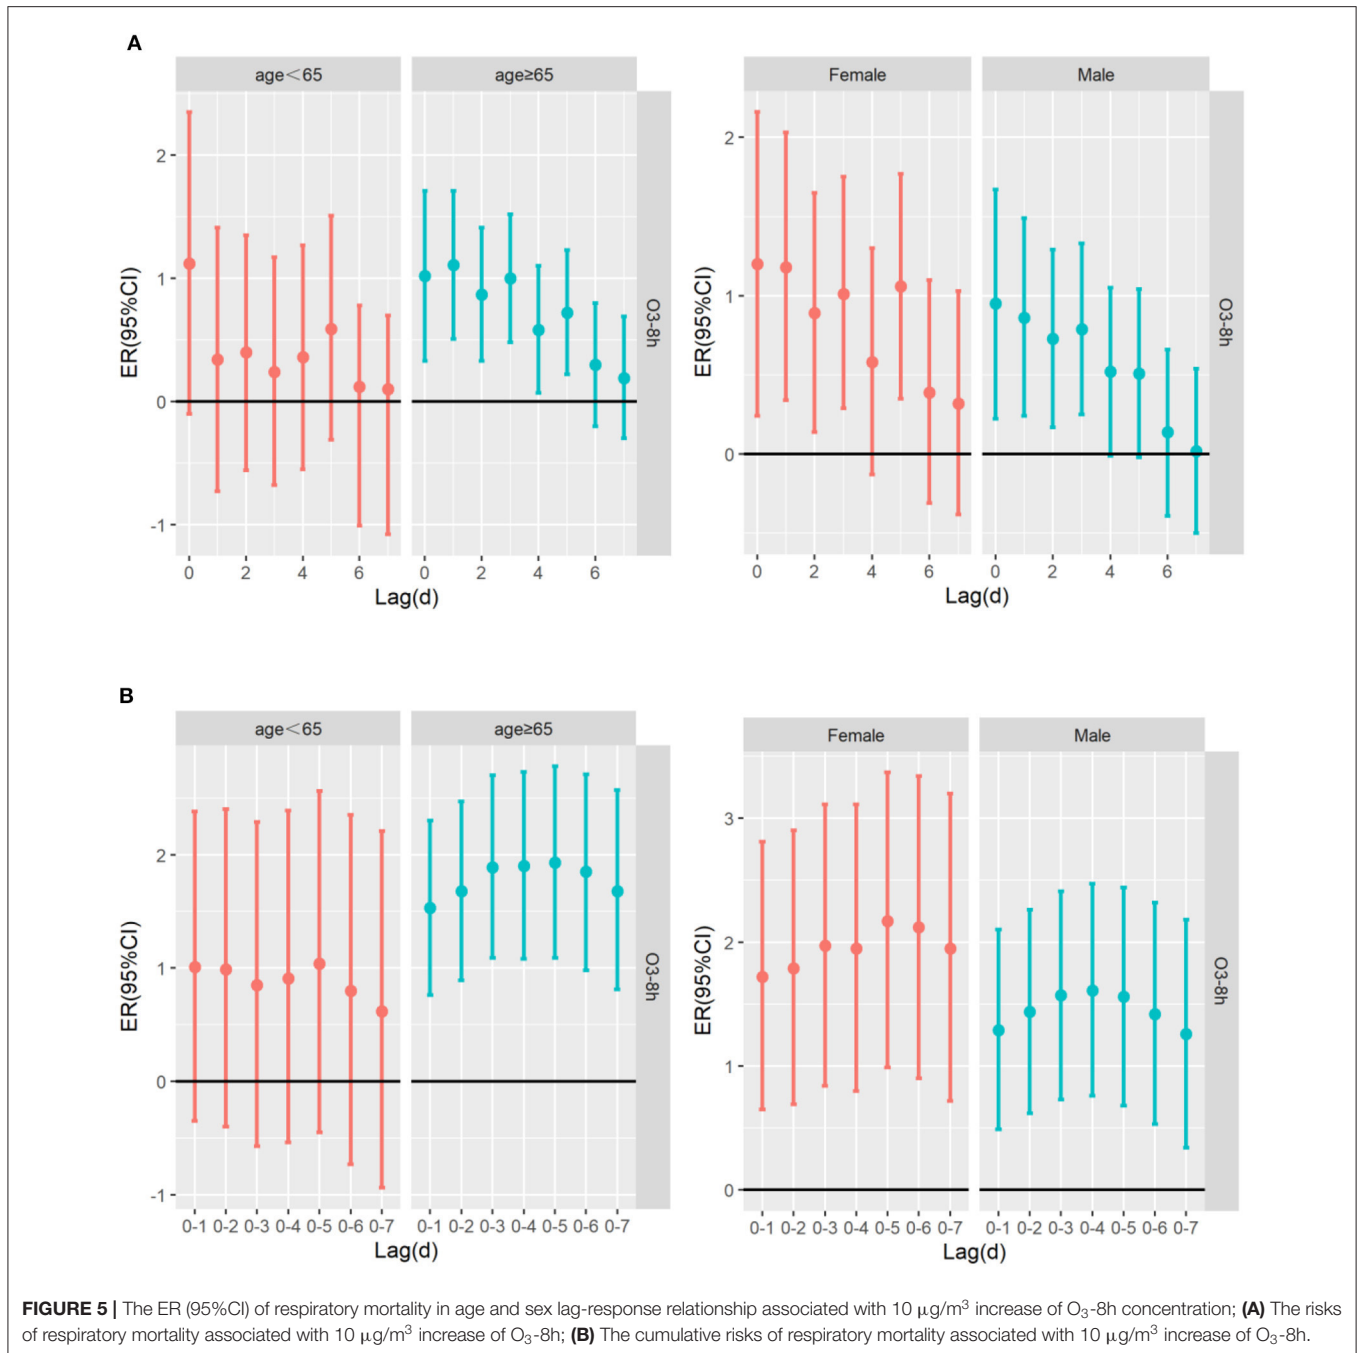 A
age<65 age≥65
ER(95%CI)
2
1
0
-1
O3-8h
0 2 4 6 0 2 4 6
Lag(d)
Female Male
ER(95%CI)
2
1
0
O3-8h
0 2 4 6 0 2 4 6
Lag(d)
B
age<65 age≥65
ER(95%CI)
2
1
0
-1
O3-8h
0-1 0-2 0-3 0-4 0-5 0-6 0-7 0-1 0-2 0-3 0-4 0-5 0-6 0-7
Lag(d)
Female Male
ER(95%CI)
3
2
1
0
O3-8h
0-1 0-2 0-3 0-4 0-5 0-6 0-7 0-1 0-2 0-3 0-4 0-5 0-6 0-7
Lag(d)
FIGURE 5 | The ER (95%CI) of respiratory mortality in age and sex lag-response relationship associated with 10 μg/m³ increase of O₃-8h concentration; (A) The risks
of respiratory mortality associated with 10 μg/m³ increase of O₃-8h; (B) The cumulative risks of respiratory mortality associated with 10 μg/m³ increase of O₃-8h.